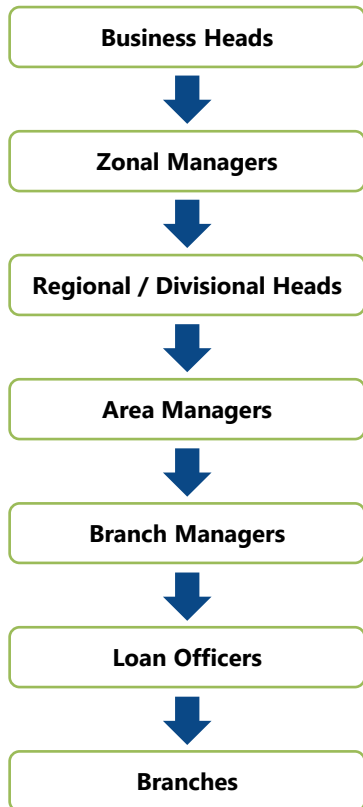 Business Heads
Zonal Managers
Regional / Divisional Heads
Area Managers
Branch Managers
Loan Officers
Branches